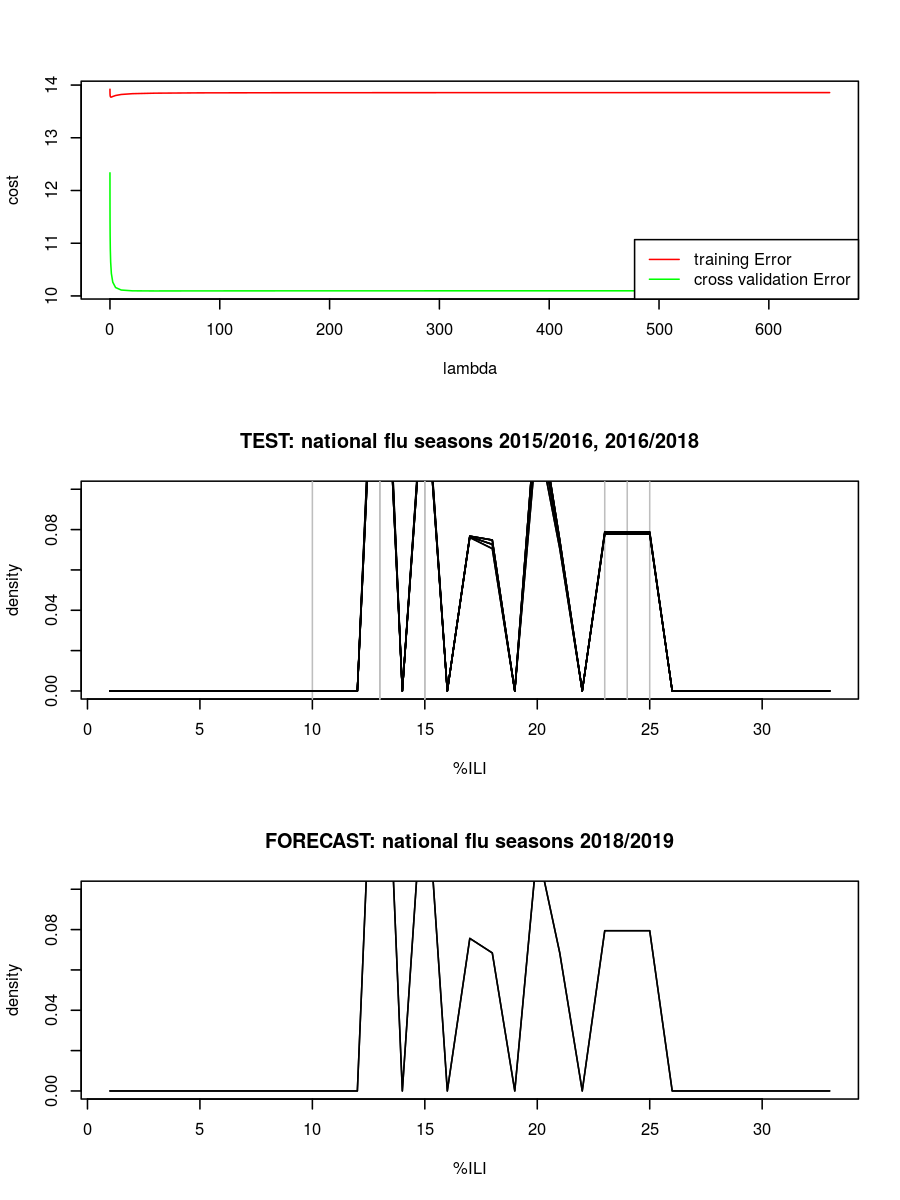 14
13
12
11
10
cost
training Error
cross validation Error
0 100 200 300 400 500 600
lambda
TEST: national flu seasons 2015/2016, 2016/2018
0.08
0.04
0.00
density
0 5 10 15 20 25 30
%ILI
FORECAST: national flu seasons 2018/2019
0.08
0.04
0.00
density
0 5 10 15 20 25 30
%ILI